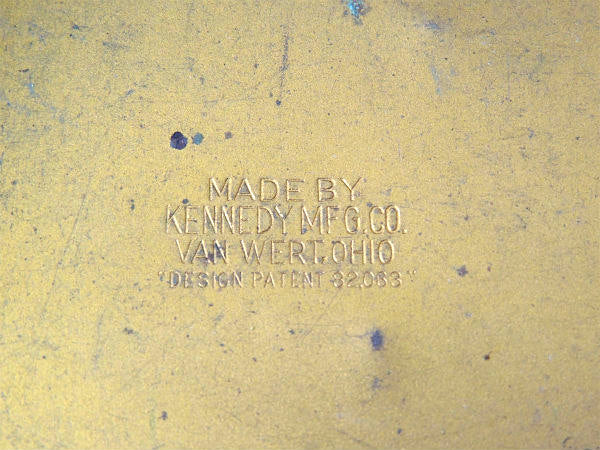 MADE BY
KENNEDY MFG. CO.
VAN WERT, OHIO
"DESIGN PATENT 82,063"